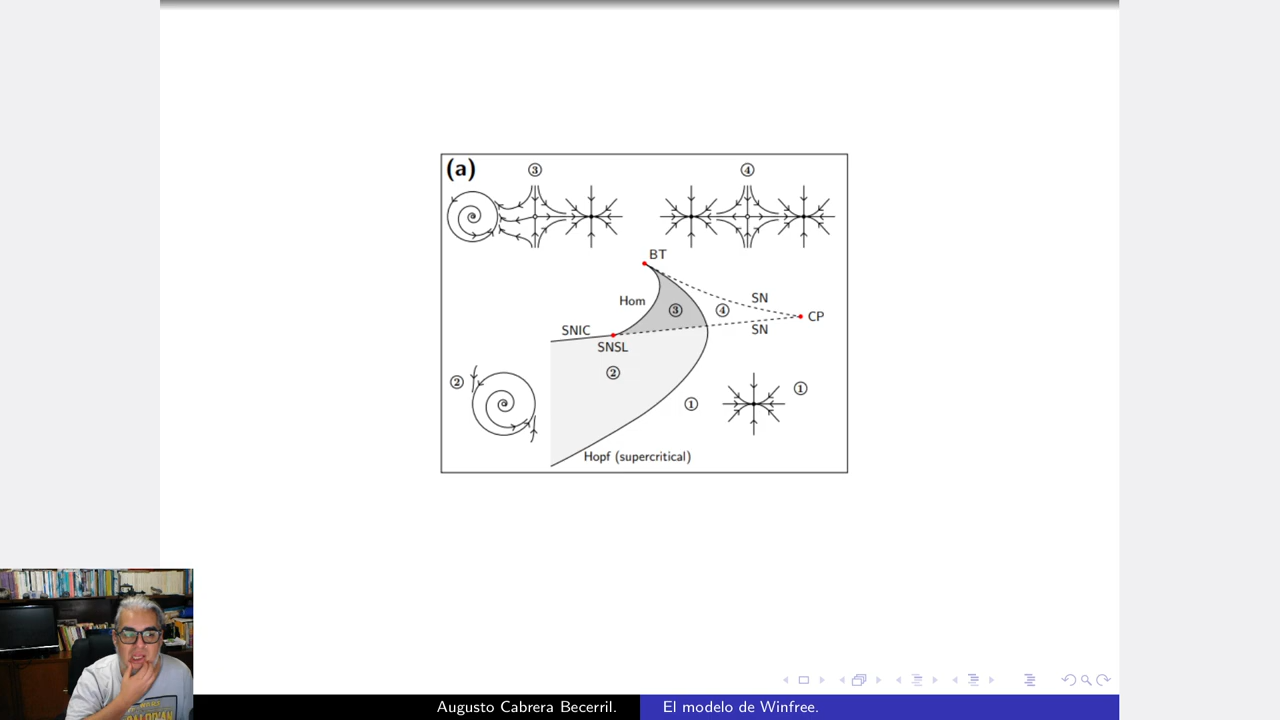 (a)
③
④
BT
Hom
③
④
SN
CP
SN
SNIC
SNSL
②
②
①
①
Hopf (supercritical)
Augusto Cabrera Becerril.
El modelo de Winfree.